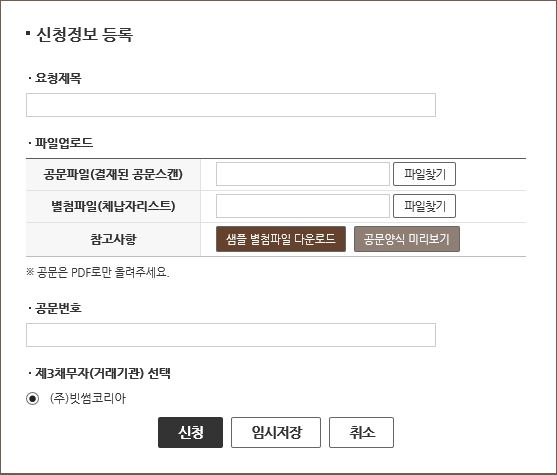 신청정보 등록
· 요청제목
· 파일업로드
공문파일(결재된 공문스캔)
파일찾기
별첨파일(체납자리스트)
파일찾기
참고사항
샘플 별첨파일 다운로드
공문양식 미리보기
※ 공문은 PDF로만 올려주세요.
· 공문번호
· 제3채무자(거래기관) 선택
(주)빗썸코리아
신청
임시저장
취소